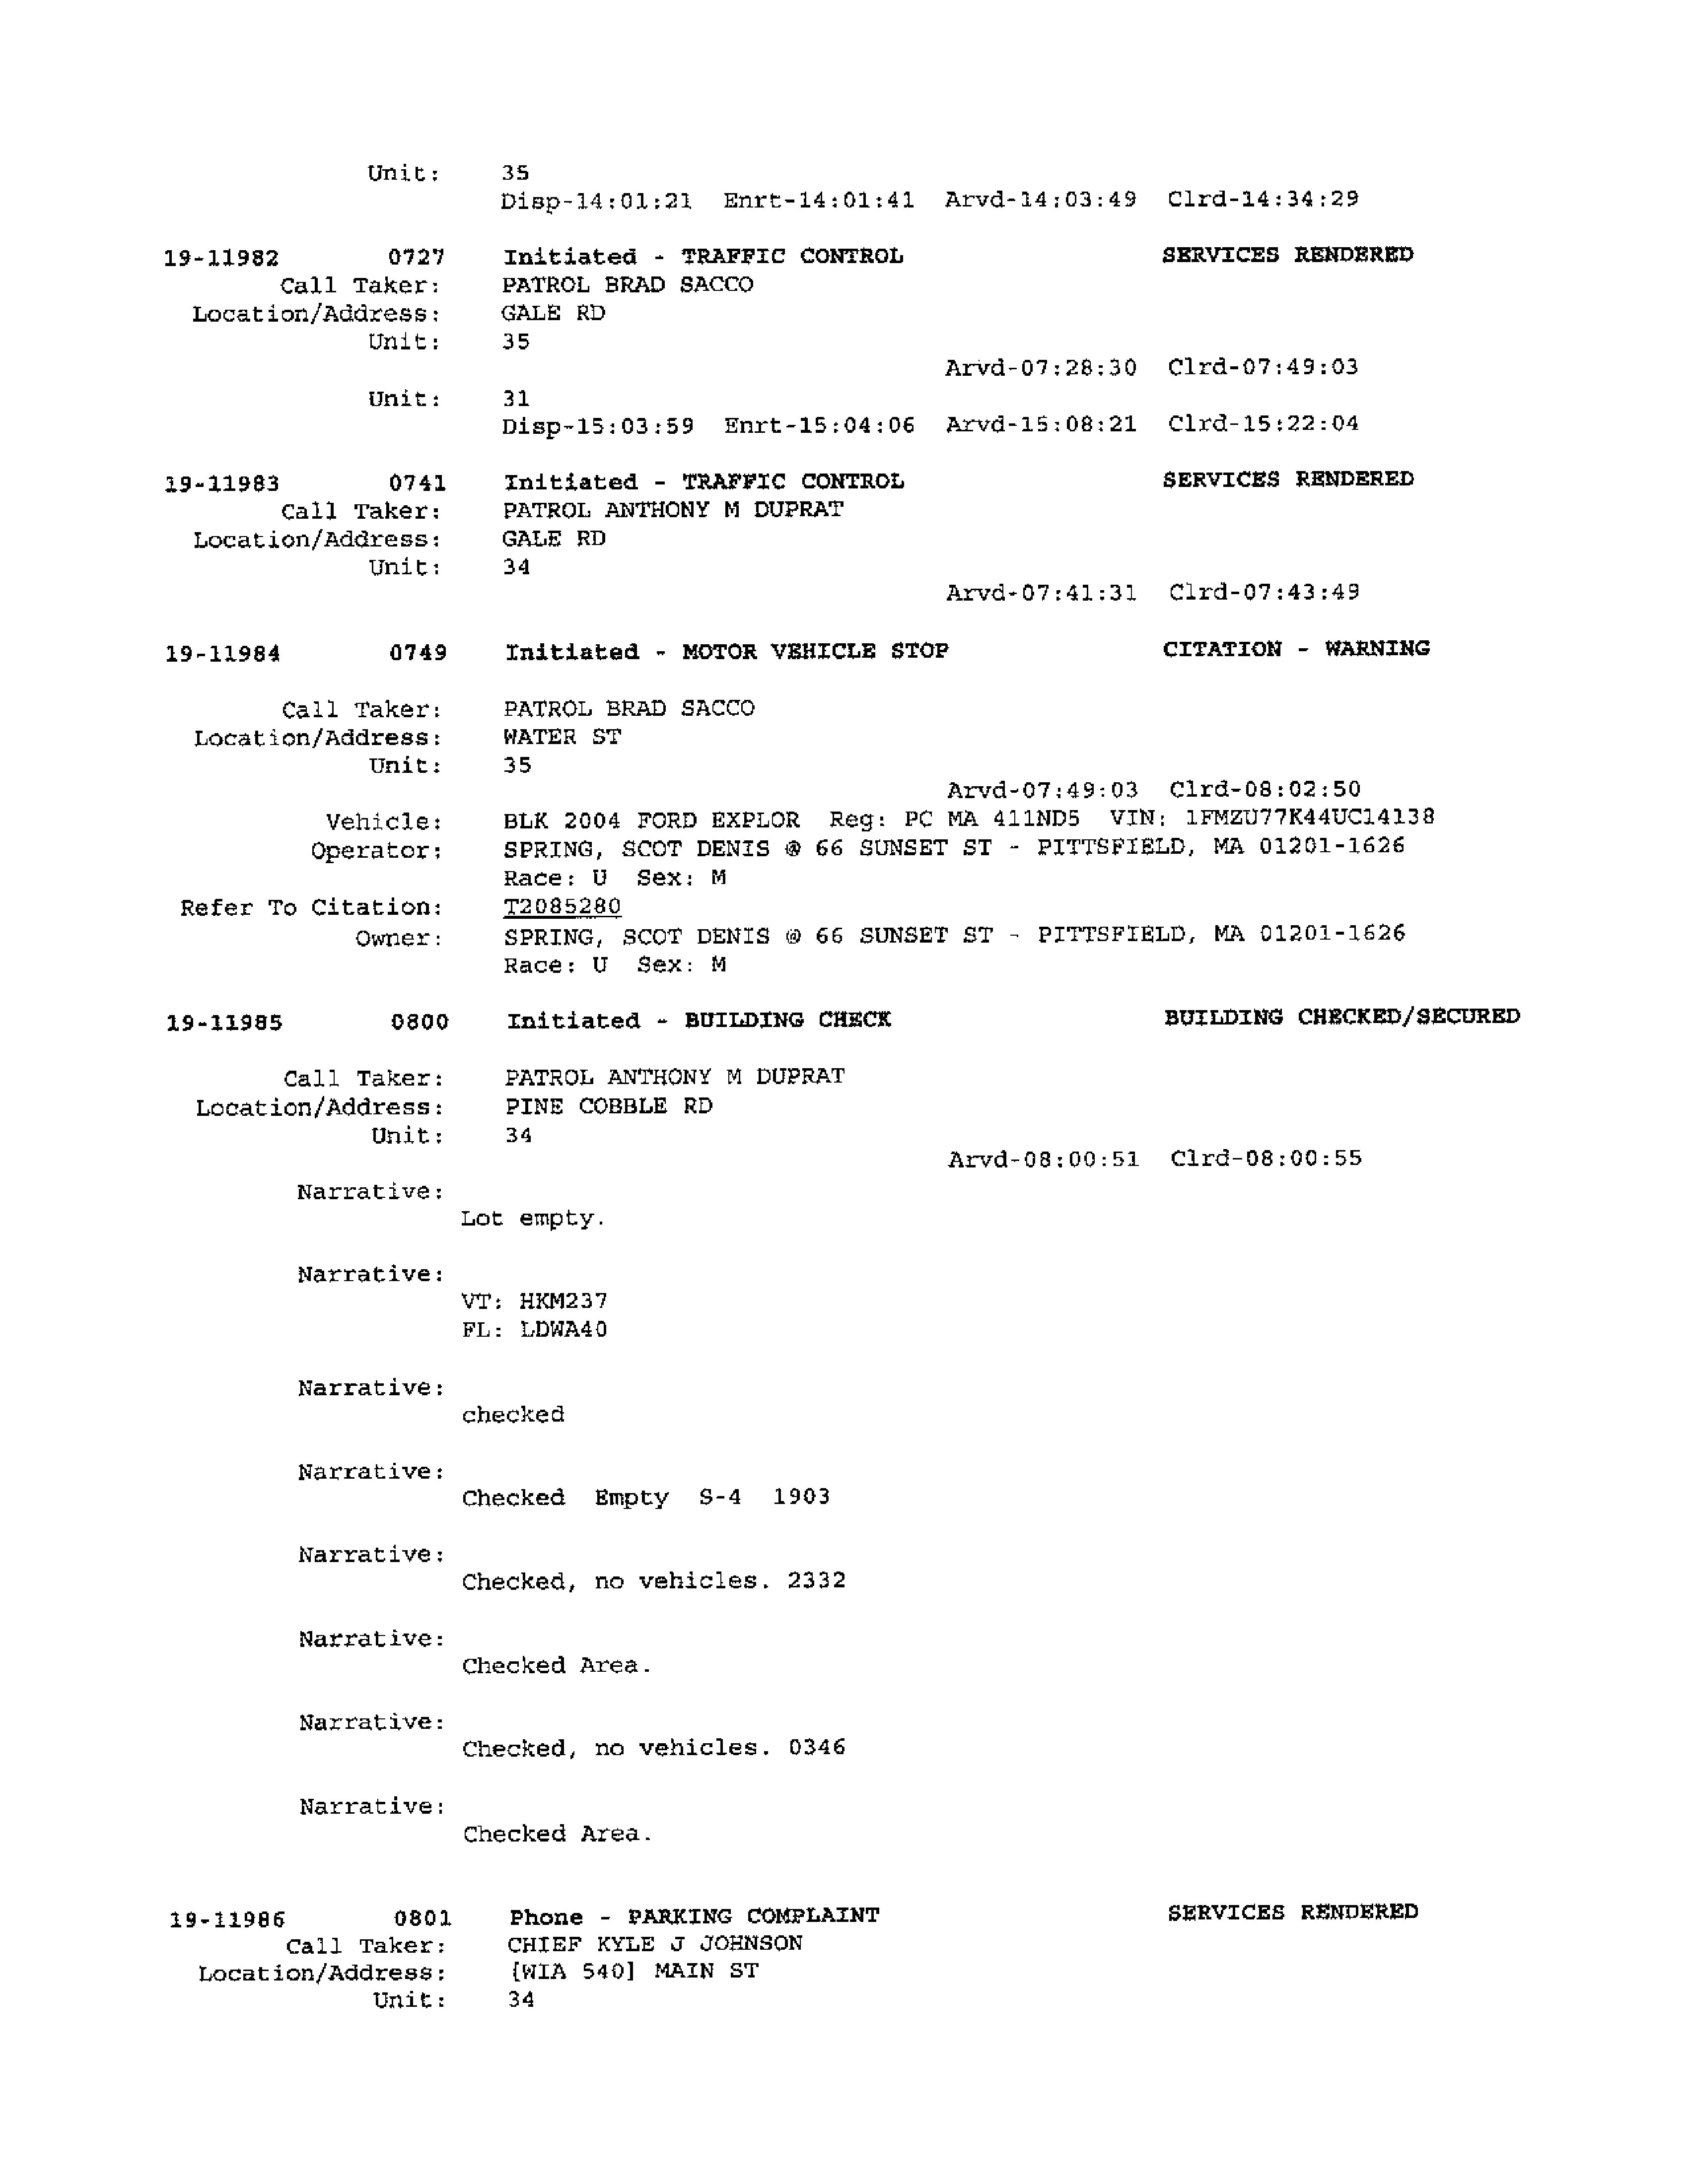 Unit: 35
Disp-14:01:21 Enrt-14:01:41 Arvd-14:03:49 Clrd-14:34:29
19-11982 0727 Initiated - TRAFFIC CONTROL SERVICES RENDERED
Call Taker: PATROL BRAD SACCO
Location/Address: GALE RD
Unit: 35
Arvd-07:28:30 Clrd-07:49:03
Unit: 31
Disp-15:03:59 Enrt-15:04:06 Arvd-15:08:21 Clrd-15:22:04
19-11983 0741 Initiated - TRAFFIC CONTROL SERVICES RENDERED
Call Taker: PATROL ANTHONY M DUPRAT
Location/Address: GALE RD
Unit: 34
Arvd-07:41:31 Clrd-07:43:49
19-11984 0749 Initiated - MOTOR VEHICLE STOP CITATION - WARNING
Call Taker: PATROL BRAD SACCO
Location/Address: WATER ST
Unit: 35
Arvd-07:49:03 Clrd-08:02:50
Vehicle: BLK 2004 FORD EXPLOR Reg: PC MA 411ND5 VIN: 1FMZU77K44UC14138
Operator: SPRING, SCOT DENIS @ 66 SUNSET ST - PITTSFIELD, MA 01201-1626
Race: U Sex: M
Refer To Citation: T2085280
Owner: SPRING, SCOT DENIS @ 66 SUNSET ST - PITTSFIELD, MA 01201-1626
Race: U Sex: M
19-11985 0800 Initiated - BUILDING CHECK BUILDING CHECKED/SECURED
Call Taker: PATROL ANTHONY M DUPRAT
Location/Address: PINE COBBLE RD
Unit: 34
Arvd-08:00:51 Clrd-08:00:55
Narrative:
Lot empty.
Narrative:
VT: HKM237
FL: LDWA40
Narrative:
checked
Narrative:
Checked Empty S-4 1903
Narrative:
Checked, no vehicles. 2332
Narrative:
Checked Area.
Narrative:
Checked, no vehicles. 0346
Narrative:
Checked Area.
19-11986 0801 Phone - PARKING COMPLAINT SERVICES RENDERED
Call Taker: CHIEF KYLE J JOHNSON
Location/Address: [WIA 540] MAIN ST
Unit: 34